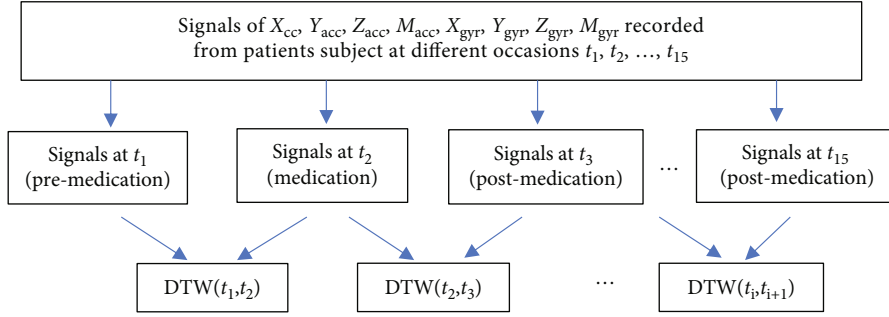 Signals of X_cc, Y_acc, Z_acc, M_acc, X_gyr, Y_gyr, Z_gyr, M_gyr recorded
from patients subject at different occasions t_1, t_2, …, t_15
Signals at t_1
(pre-medication)
Signals at t_2
(medication)
Signals at t_3
(post-medication)
…
Signals at t_15
(post-medication)
DTW(t_1,t_2)
DTW(t_2,t_3)
…
DTW(t_i,t_i+1)